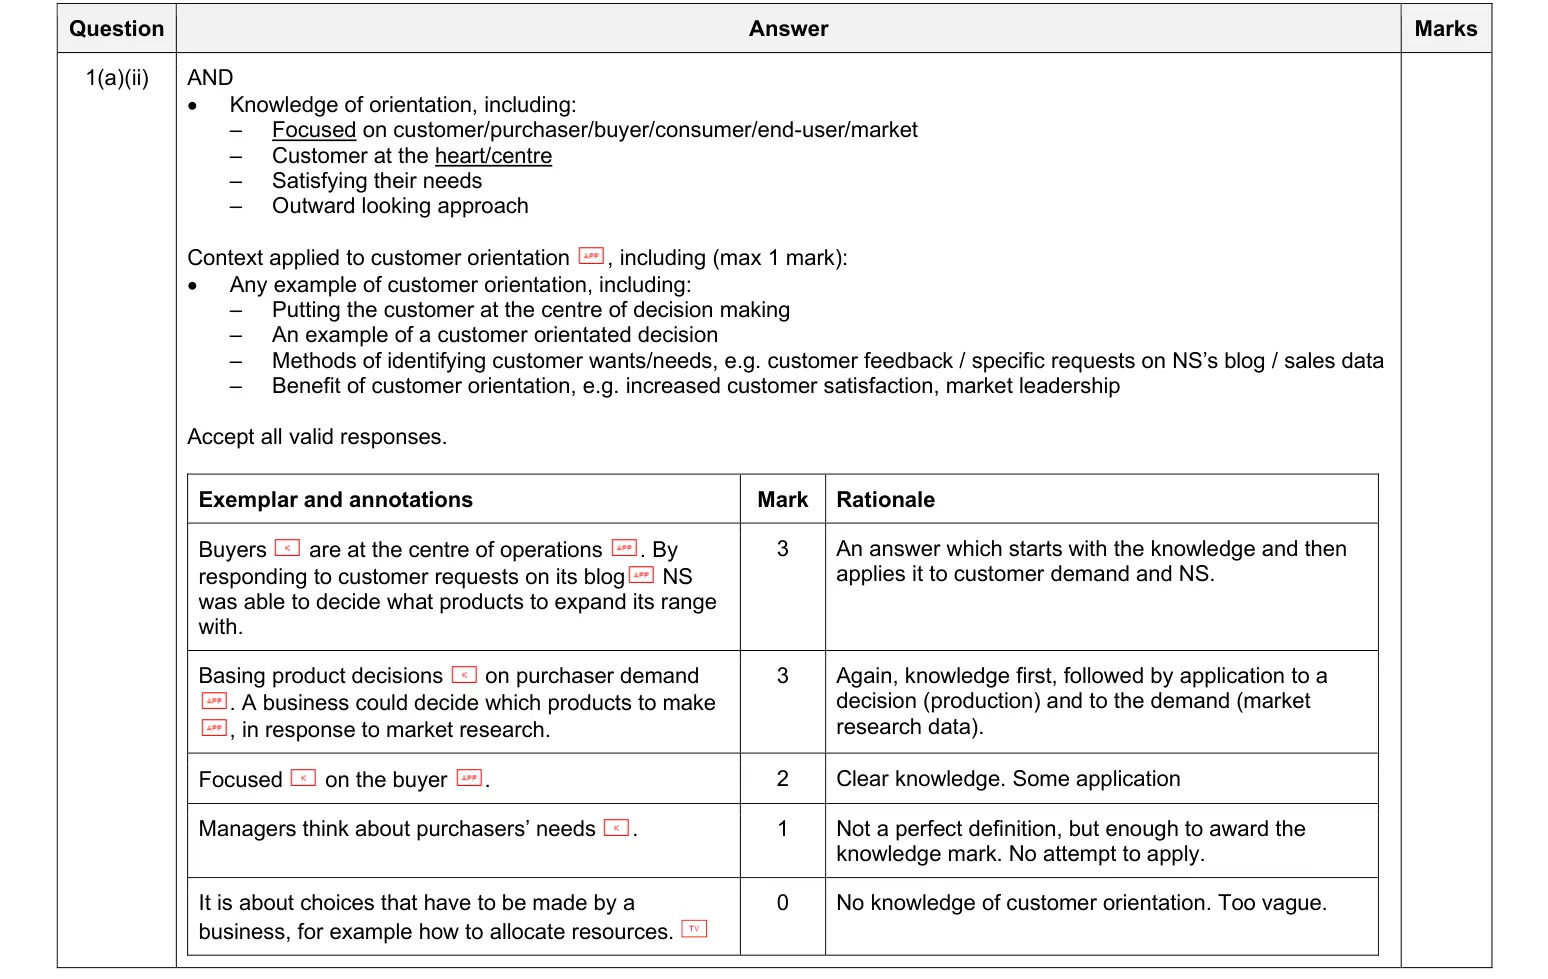 Question Answer Marks
1(a)(ii) AND
• Knowledge of orientation, including:
– Focused on customer/purchaser/buyer/consumer/end-user/market
– Customer at the heart/centre
– Satisfying their needs
– Outward looking approach
Context applied to customer orientation APP, including (max 1 mark):
• Any example of customer orientation, including:
– Putting the customer at the centre of decision making
– An example of a customer orientated decision
– Methods of identifying customer wants/needs, e.g. customer feedback / specific requests on NS’s blog / sales data
– Benefit of customer orientation, e.g. increased customer satisfaction, market leadership
Accept all valid responses.
Exemplar and annotations Mark Rationale
Buyers K are at the centre of operations APP. By
responding to customer requests on its blog APP NS
was able to decide what products to expand its range
with.
3
An answer which starts with the knowledge and then
applies it to customer demand and NS.
Basing product decisions K on purchaser demand
APP. A business could decide which products to make
APP, in response to market research.
3
Again, knowledge first, followed by application to a
decision (production) and to the demand (market
research data).
Focused K on the buyer APP.
2
Clear knowledge. Some application
Managers think about purchasers’ needs K.
1
Not a perfect definition, but enough to award the
knowledge mark. No attempt to apply.
It is about choices that have to be made by a
business, for example how to allocate resources. TV
0
No knowledge of customer orientation. Too vague.